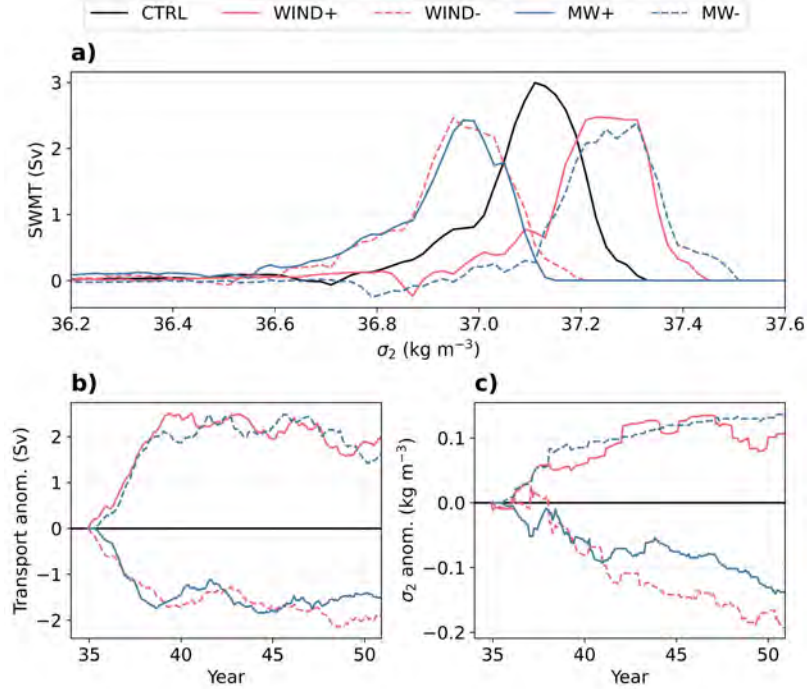 CTRL WIND+ WIND- MW+ MW-
a)
3
2
1
0
SWMT (Sv)
36.2 36.4 36.6 36.8 37.0 37.2 37.4 37.6
σ2 (kg m−3)
b)
2
1
0
−1
−2
Transport anom. (Sv)
35 40 45 50
Year
c)
0.1
0.0
−0.1
−0.2
σ2 anom. (kg m−3)
35 40 45 50
Year